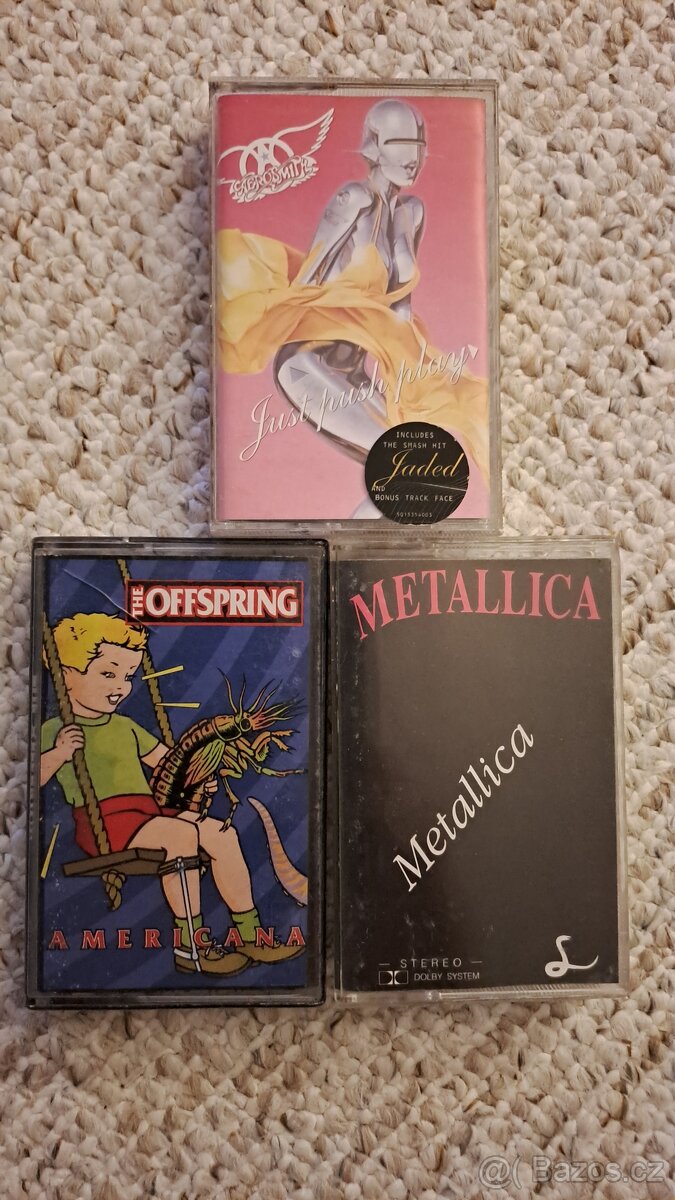 AEROSMITH
Just push play
INCLUDES
THE SMASH HIT
Jaded
AND
BONUS TRACK FACE
5015354003
THE OFFSPRING
AMERICANA
METALLICA
Metallica
— STEREO —
DOLBY SYSTEM
L
@( Bazos.cz